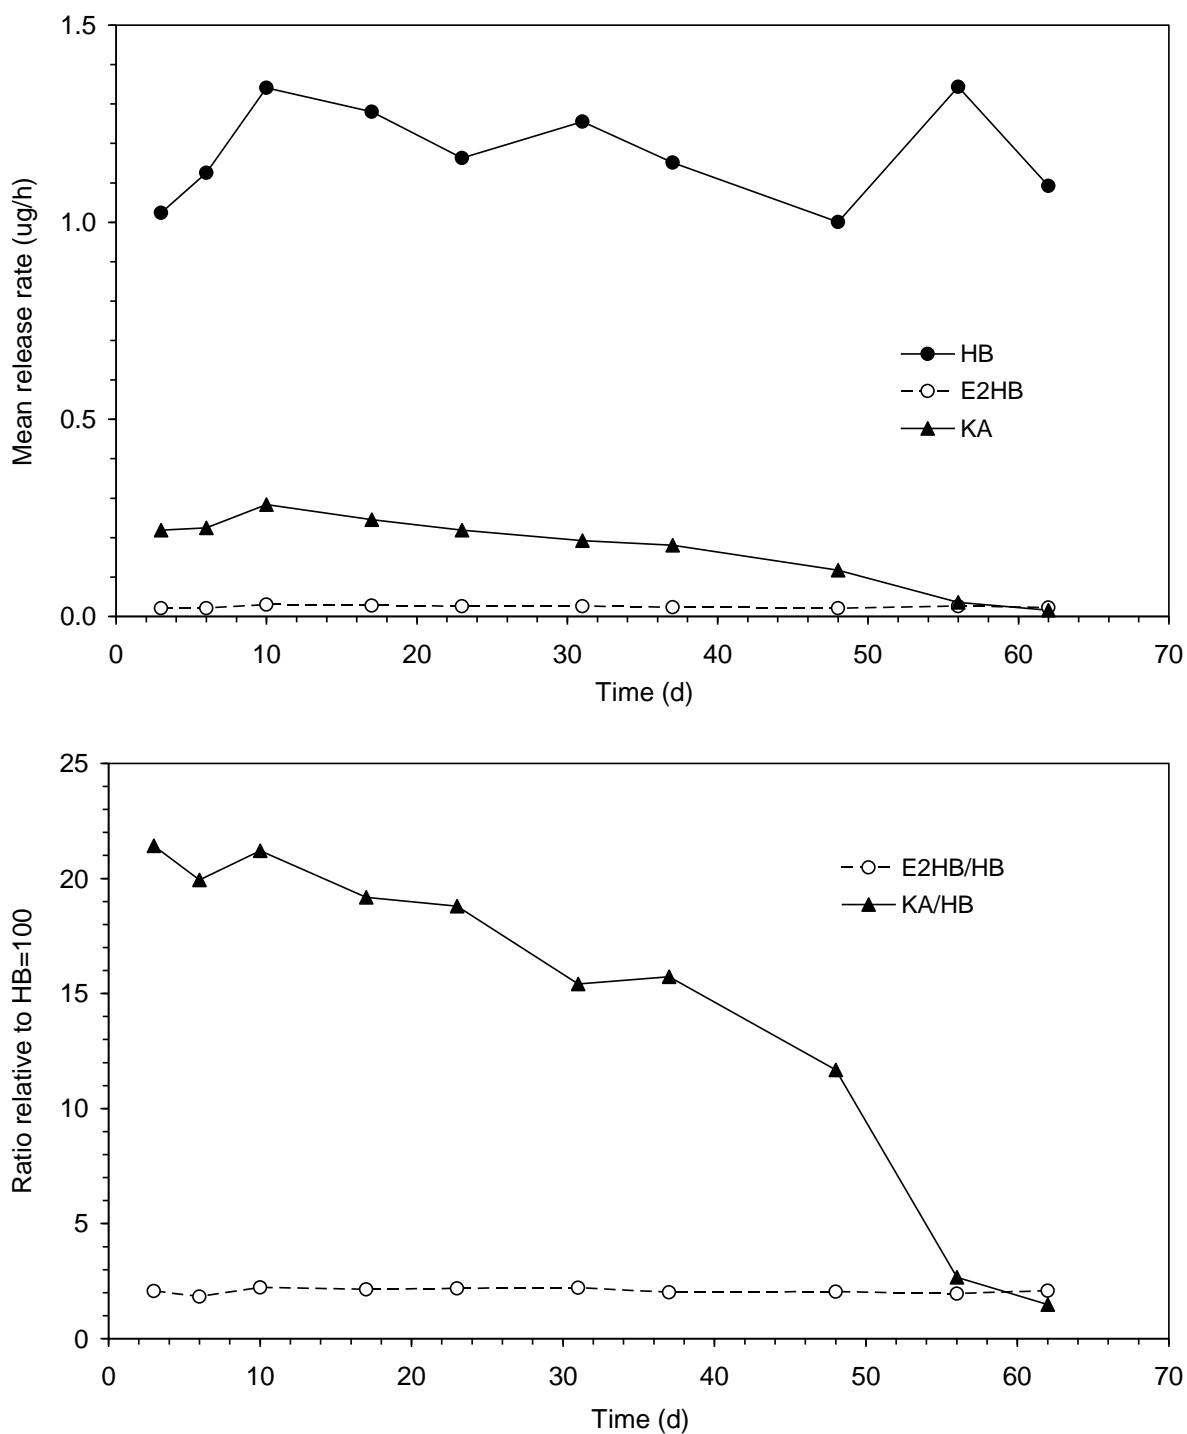 1.5
1.0
0.5
0.0
Mean release rate (ug/h)
HB
E2HB
KA
0 10 20 30 40 50 60 70
Time (d)
25
20
15
10
5
0
Ratio relative to HB=100
E2HB/HB
KA/HB
0 10 20 30 40 50 60 70
Time (d)